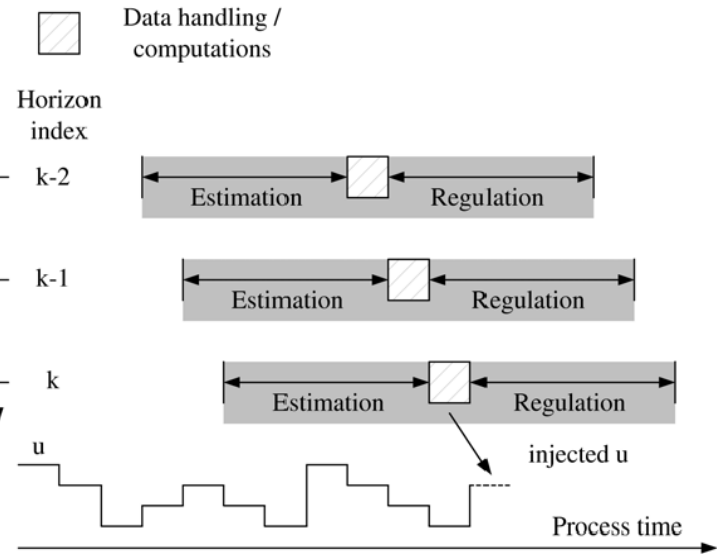 Data handling /
computations
Horizon
index
k-2
Estimation
Regulation
k-1
Estimation
Regulation
k
Estimation
Regulation
u
injected u
Process time